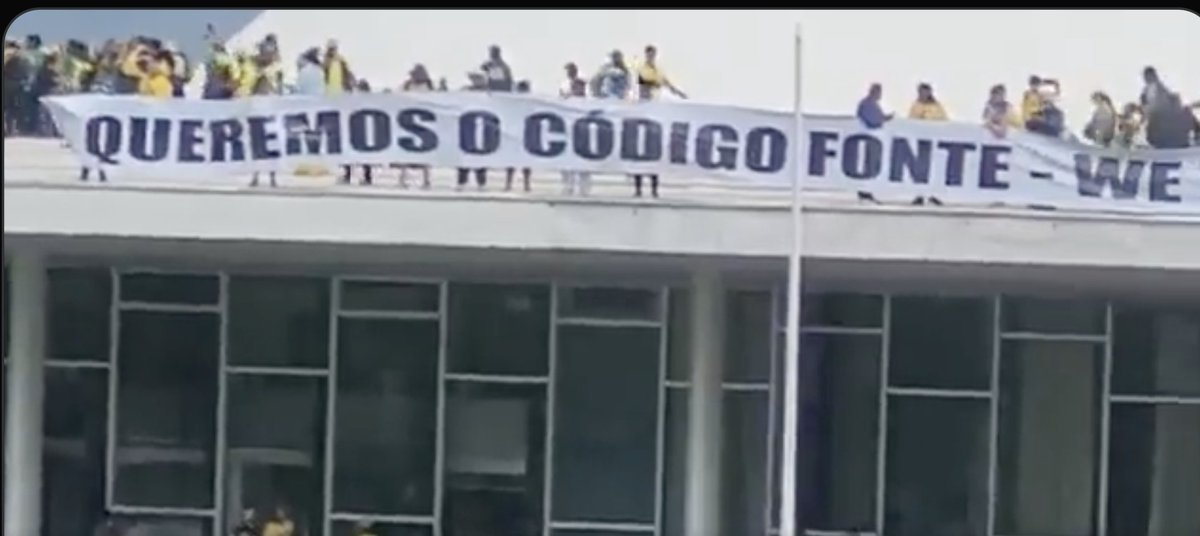 QUEREMOS O CÓDIGO FONTE - WE